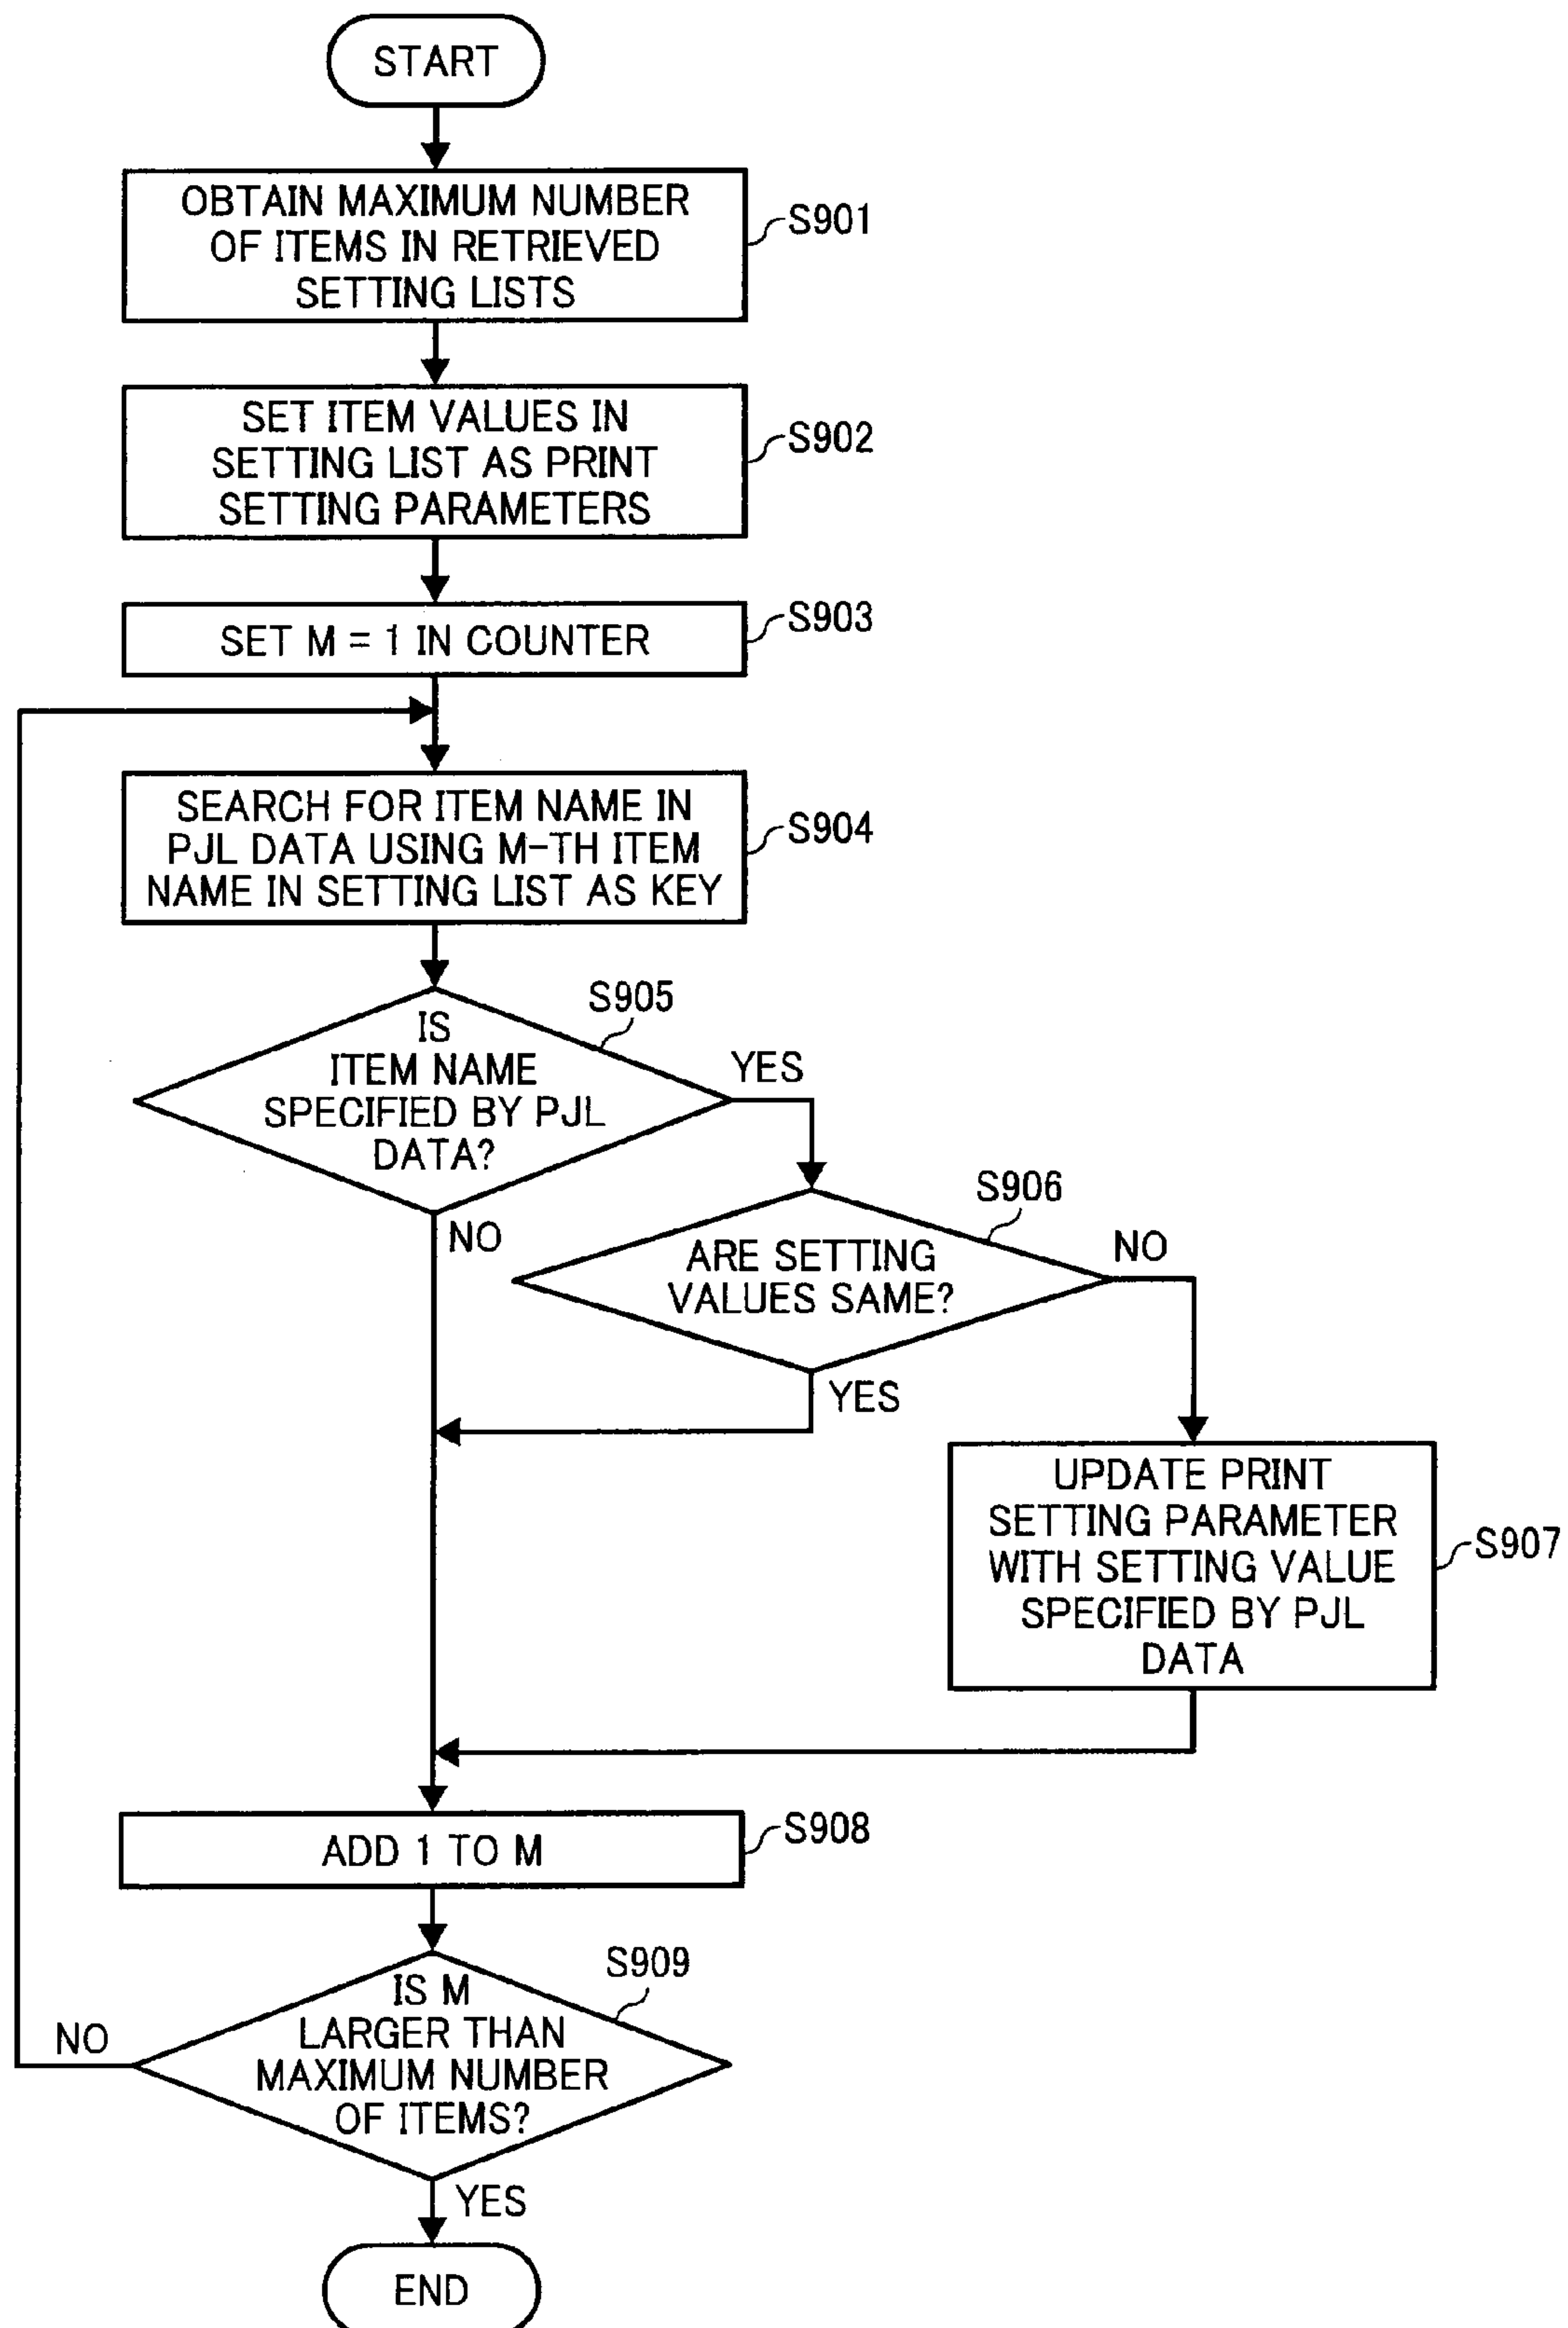 START
OBTAIN MAXIMUM NUMBER
OF ITEMS IN RETRIEVED
SETTING LISTS
S901
SET ITEM VALUES IN
SETTING LIST AS PRINT
SETTING PARAMETERS
S902
SET M = 1 IN COUNTER
S903
SEARCH FOR ITEM NAME IN
PJL DATA USING M-TH ITEM
NAME IN SETTING LIST AS KEY
S904
S905
IS
ITEM NAME
SPECIFIED BY PJL
DATA?
YES
NO
S906
ARE SETTING
VALUES SAME?
NO
YES
UPDATE PRINT
SETTING PARAMETER
WITH SETTING VALUE
SPECIFIED BY PJL
DATA
S907
ADD 1 TO M
S908
S909
IS M
LARGER THAN
MAXIMUM NUMBER
OF ITEMS?
NO
YES
END